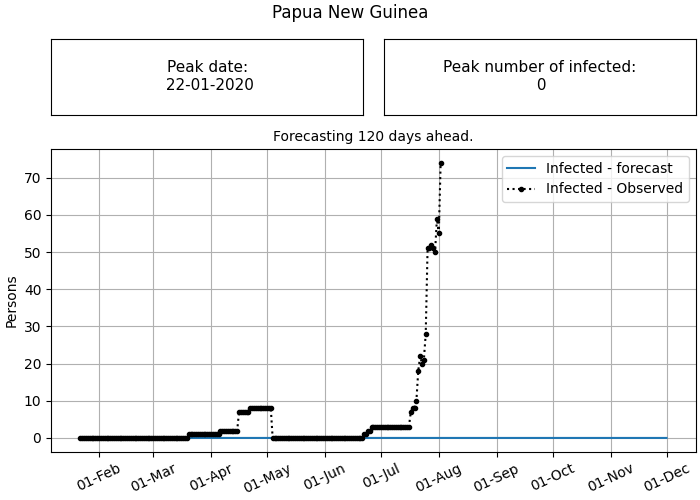 Papua New Guinea
Peak date:
22-01-2020
Peak number of infected:
0
Forecasting 120 days ahead.
Infected - forecast
Infected - Observed
Persons
70
60
50
40
30
20
10
0
01-Feb
01-Mar
01-Apr
01-May
01-Jun
01-Jul
01-Aug
01-Sep
01-Oct
01-Nov
01-Dec